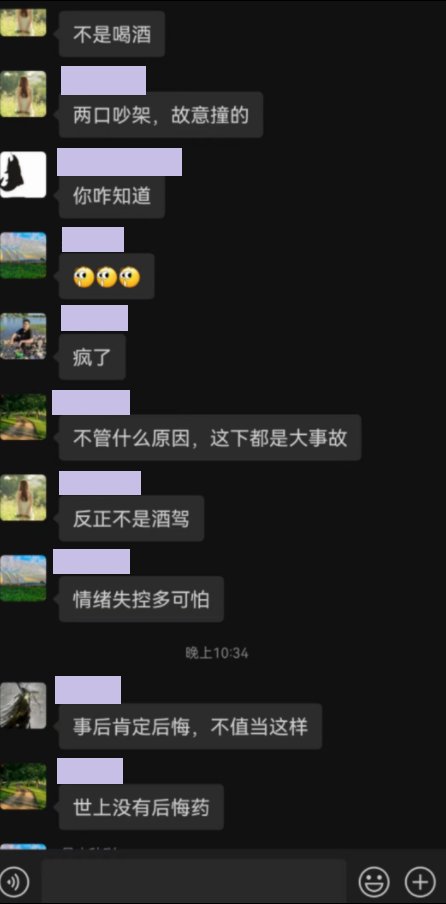 不是喝酒
两口吵架，故意撞的
你咋知道
疯了
不管什么原因，这下都是大事故
反正不是酒驾
情绪失控多可怕
晚上10:34
事后肯定后悔，不值当这样
世上没有后悔药